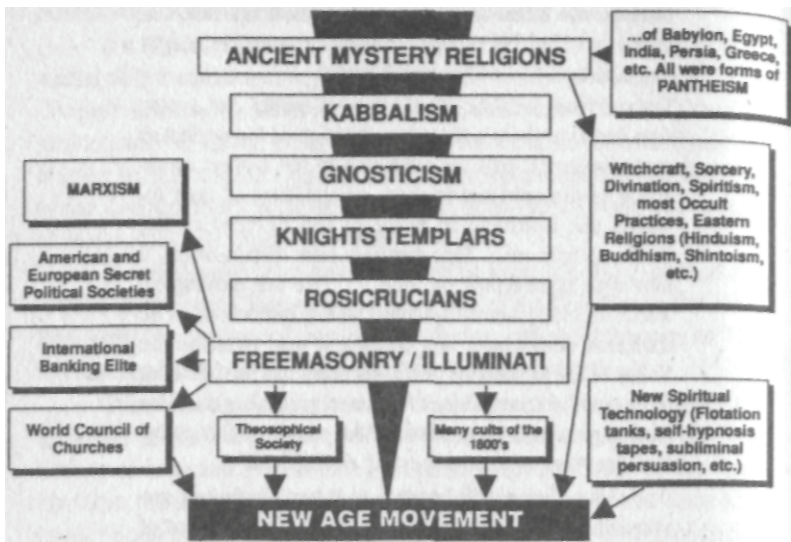 ANCIENT MYSTERY RELIGIONS
...of Babylon, Egypt,
India, Persia, Greece,
etc. All were forms of
PANTHEISM
KABBALISM
GNOSTICISM
KNIGHTS TEMPLARS
ROSICRUCIANS
FREEMASONRY / ILLUMINATI
MARXISM
American and
European Secret
Political Societies
International
Banking Elite
World Council of
Churches
Theosophical
Society
Many cults of the
1800's
Witchcraft, Sorcery,
Divination, Spiritism,
most Occult
Practices, Eastern
Religions (Hinduism,
Buddhism, Shintoism,
etc.)
New Spiritual
Technology (Flotation
tanks, self-hypnosis
tapes, subliminal
persuasion, etc.)
NEW AGE MOVEMENT